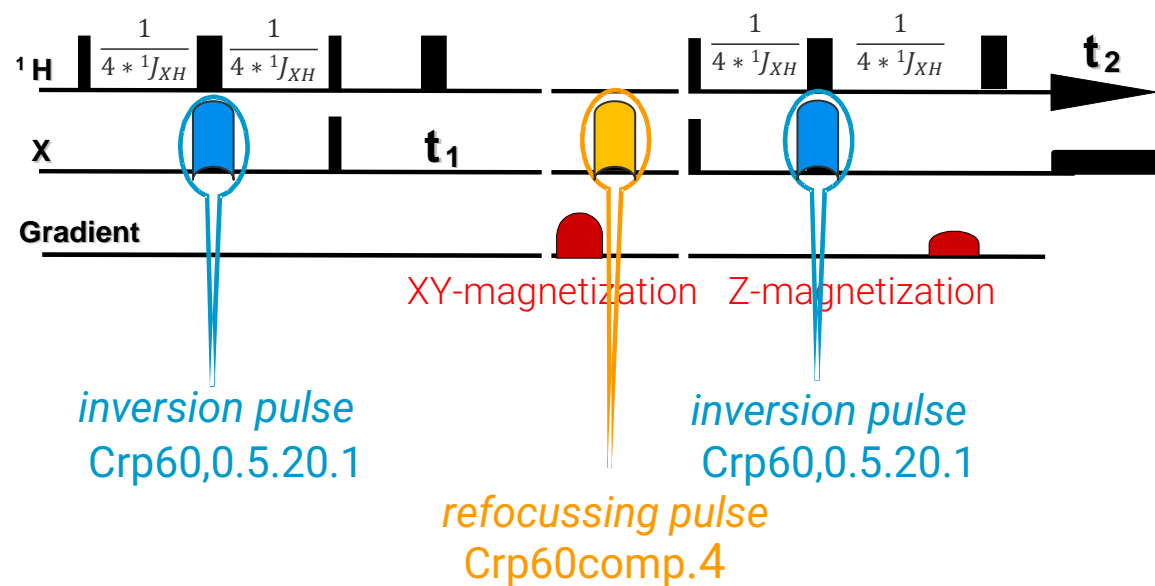 1/(4 * ¹J_XH) 1/(4 * ¹J_XH) 1/(4 * ¹J_XH) 1/(4 * ¹J_XH)
¹ H t₂
X t₁
Gradient
XY-magnetization Z-magnetization
inversion pulse inversion pulse
Crp60,0.5.20.1 Crp60,0.5.20.1
refocussing pulse
Crp60comp.4